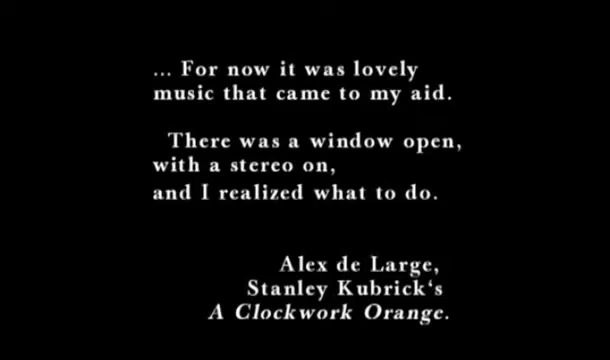 ... For now it was lovely
music that came to my aid.
There was a window open,
with a stereo on,
and I realized what to do.
Alex de Large,
Stanley Kubrick‘s
A Clockwork Orange.